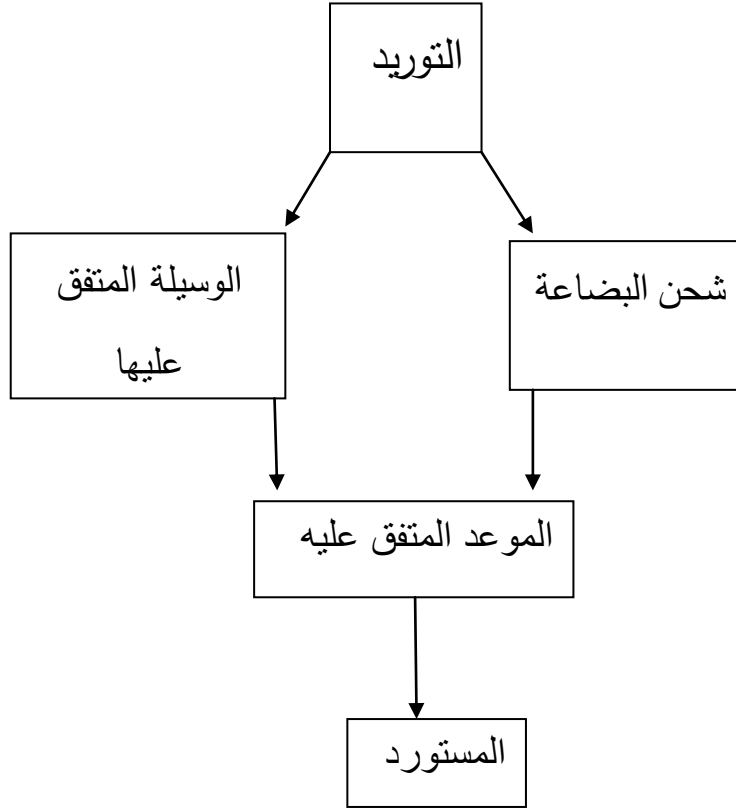 التوريد
شحن البضاعة
الوسيلة المتفق
عليها
الموعد المتفق عليه
المستورد